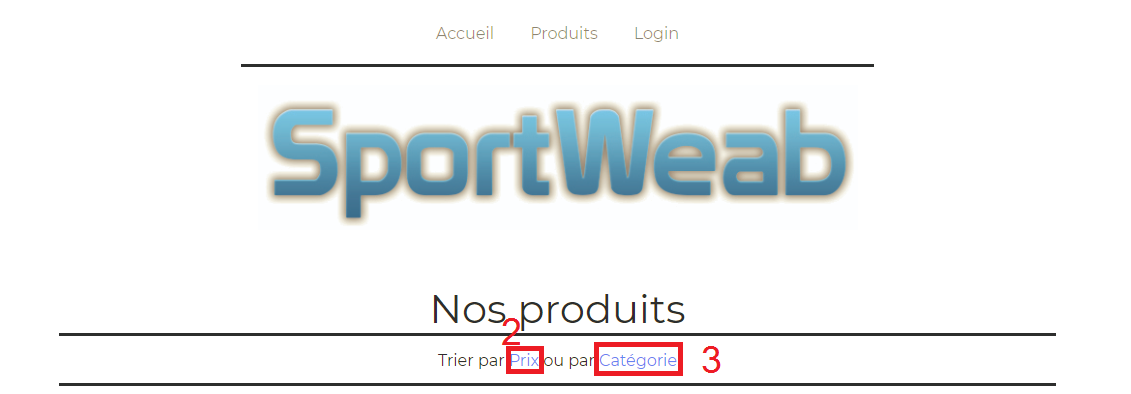 Accueil Produits Login
SportWeab
Nos produits
2
Trier par Prix ou par Catégorie 3